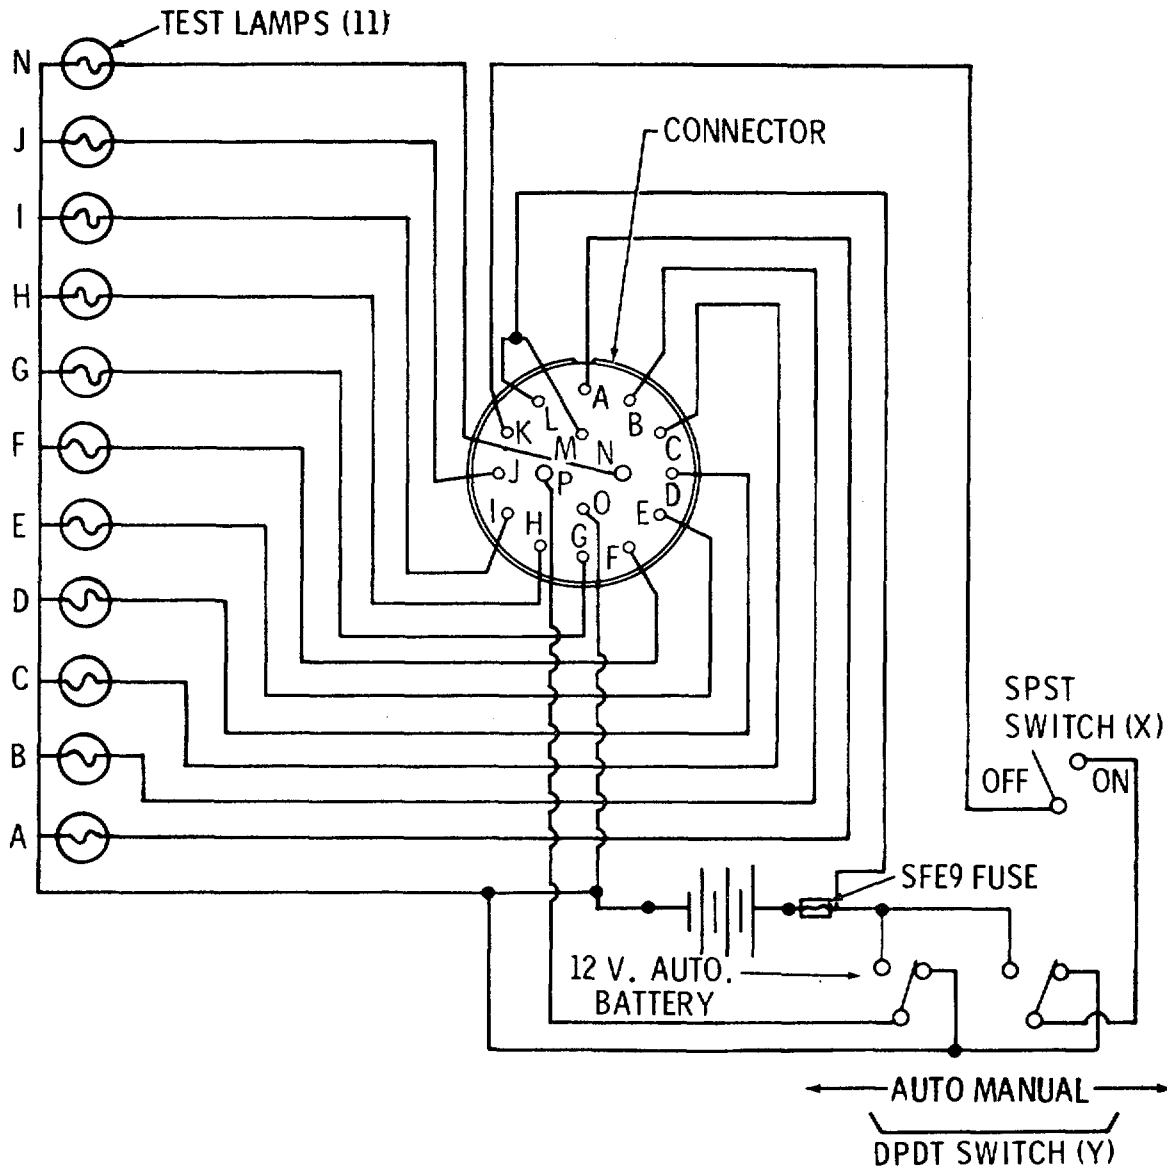 TEST LAMPS (11)
N
J
I
H
G
F
E
D
C
B
A
CONNECTOR
A
B
C
D
E
F
G
H
I
J
K
L
M
N
O
P
SPST
SWITCH (X)
OFF
ON
SFE9 FUSE
12 V. AUTO.
BATTERY
AUTO MANUAL
DPDT SWITCH (Y)